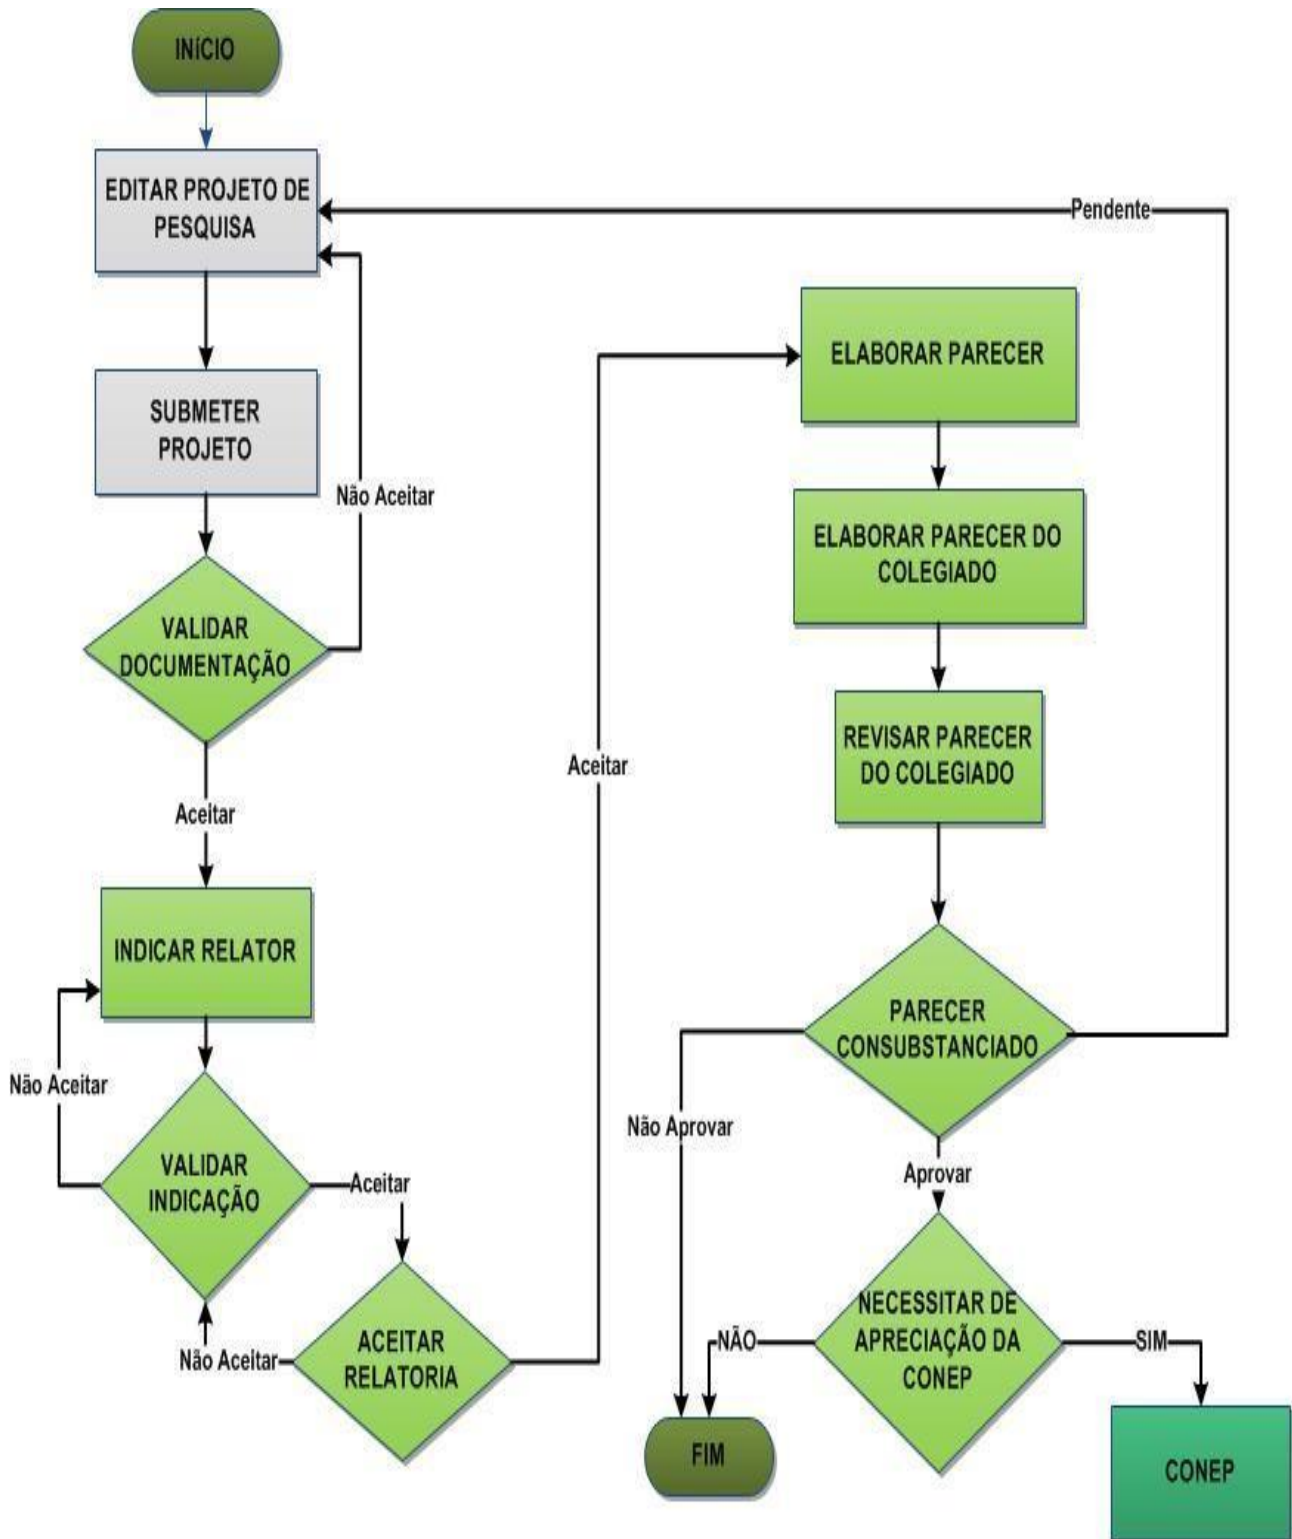 INÍCIO
EDITAR PROJETO DE
PESQUISA
SUBMETER
PROJETO
Não Aceitar
VALIDAR
DOCUMENTAÇÃO
Aceitar
INDICAR RELATOR
Não Aceitar
VALIDAR
INDICAÇÃO
Aceitar
Não Aceitar
ACEITAR
RELATORIA
Aceitar
Pendente
ELABORAR PARECER
ELABORAR PARECER DO
COLEGIADO
REVISAR PARECER
DO COLEGIADO
PARECER
CONSUBSTANCIADO
Não Aprovar
Aprovar
NECESSITAR DE
APRECIAÇÃO DA
CONEP
NÃO
SIM
FIM
CONEP